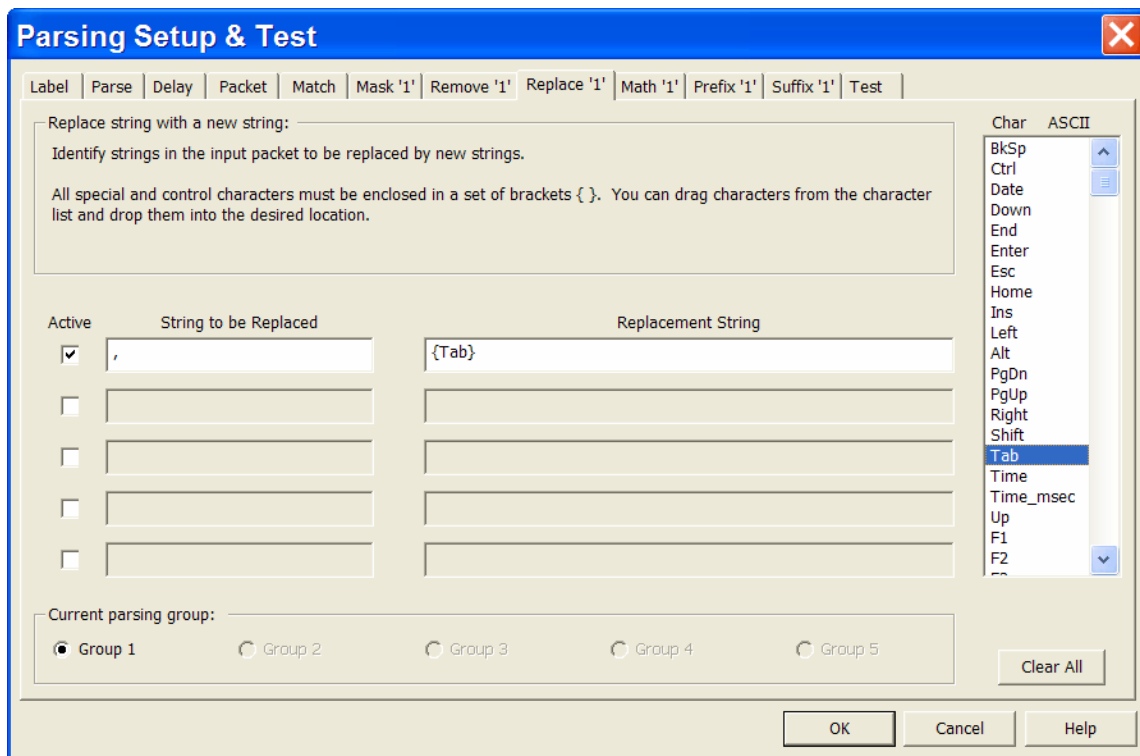 Parsing Setup & Test
Label Parse Delay Packet Match Mask '1' Remove '1' Replace '1' Math '1' Prefix '1' Suffix '1' Test
Replace string with a new string:
Identify strings in the input packet to be replaced by new strings.
All special and control characters must be enclosed in a set of brackets { }. You can drag characters from the character
list and drop them into the desired location.
Active String to be Replaced Replacement String
, {Tab}
Current parsing group:
Group 1 Group 2 Group 3 Group 4 Group 5
Char ASCII
BkSp
Ctrl
Date
Down
End
Enter
Esc
Home
Ins
Left
Alt
PgDn
PgUp
Right
Shift
Tab
Time
Time_msec
Up
F1
F2
Clear All
OK Cancel Help